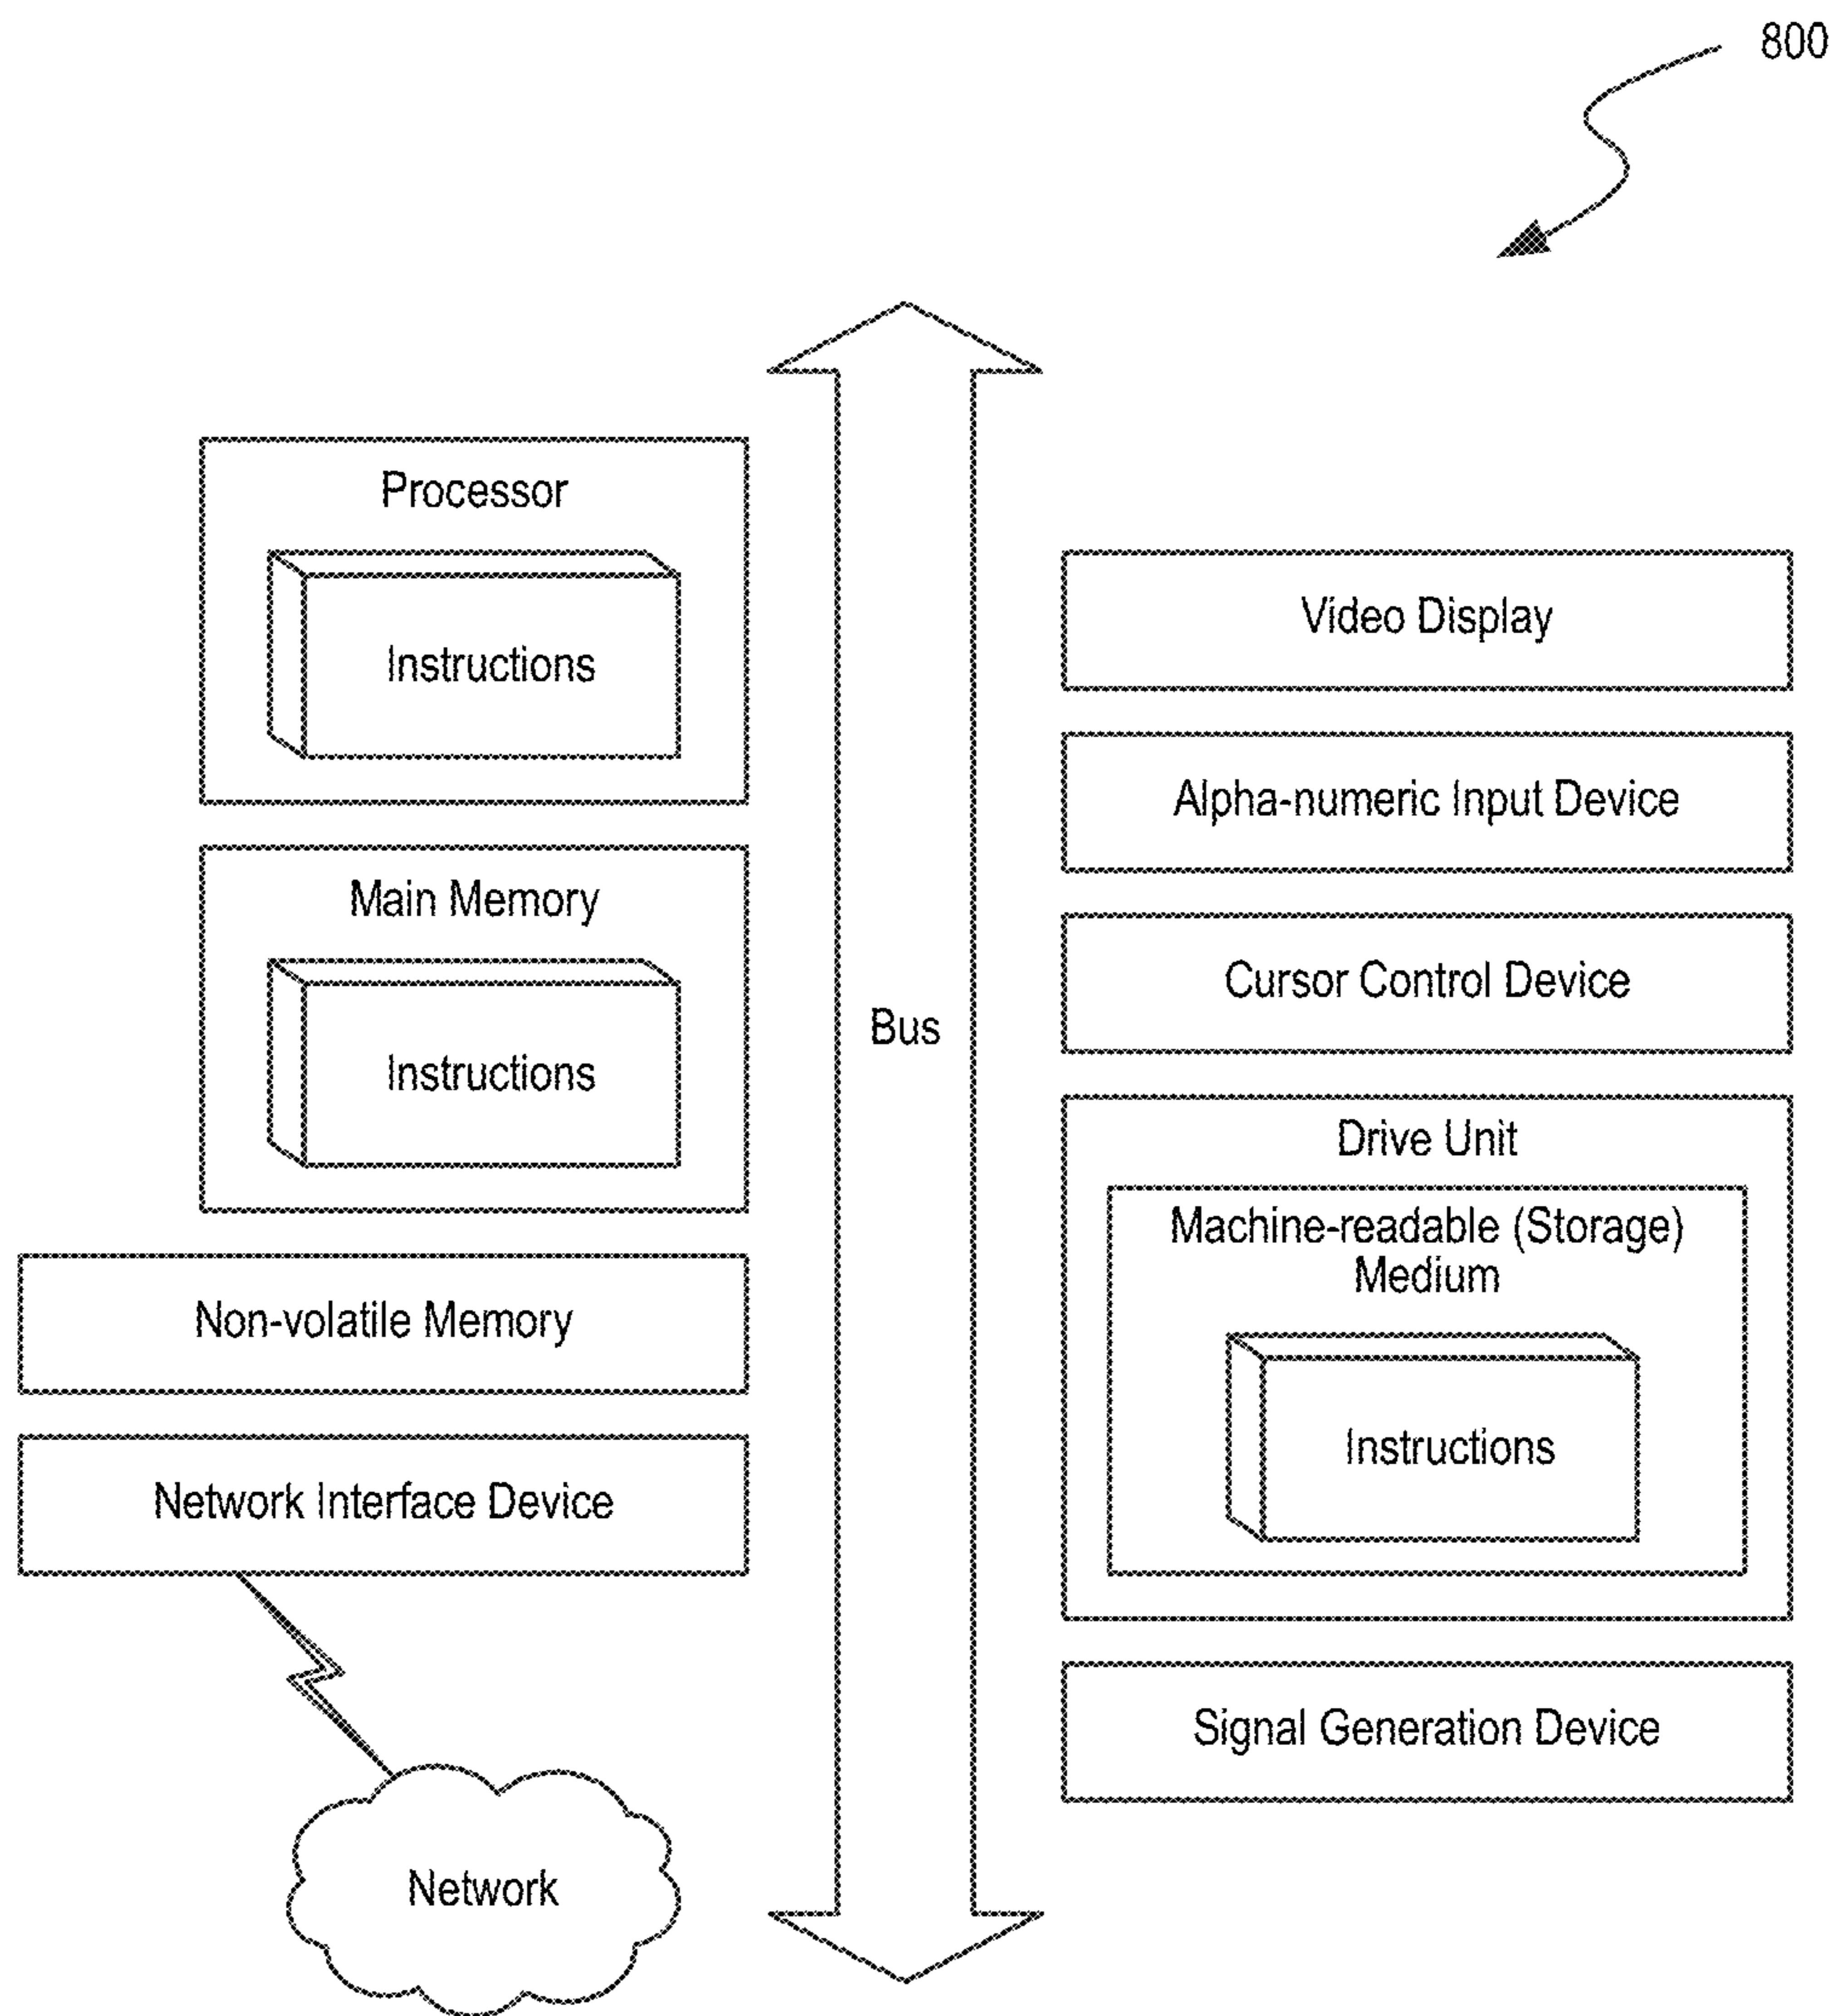 800
Processor
Instructions
Main Memory
Instructions
Non-volatile Memory
Network Interface Device
Network
Bus
Video Display
Alpha-numeric Input Device
Cursor Control Device
Drive Unit
Machine-readable (Storage)
Medium
Instructions
Signal Generation Device